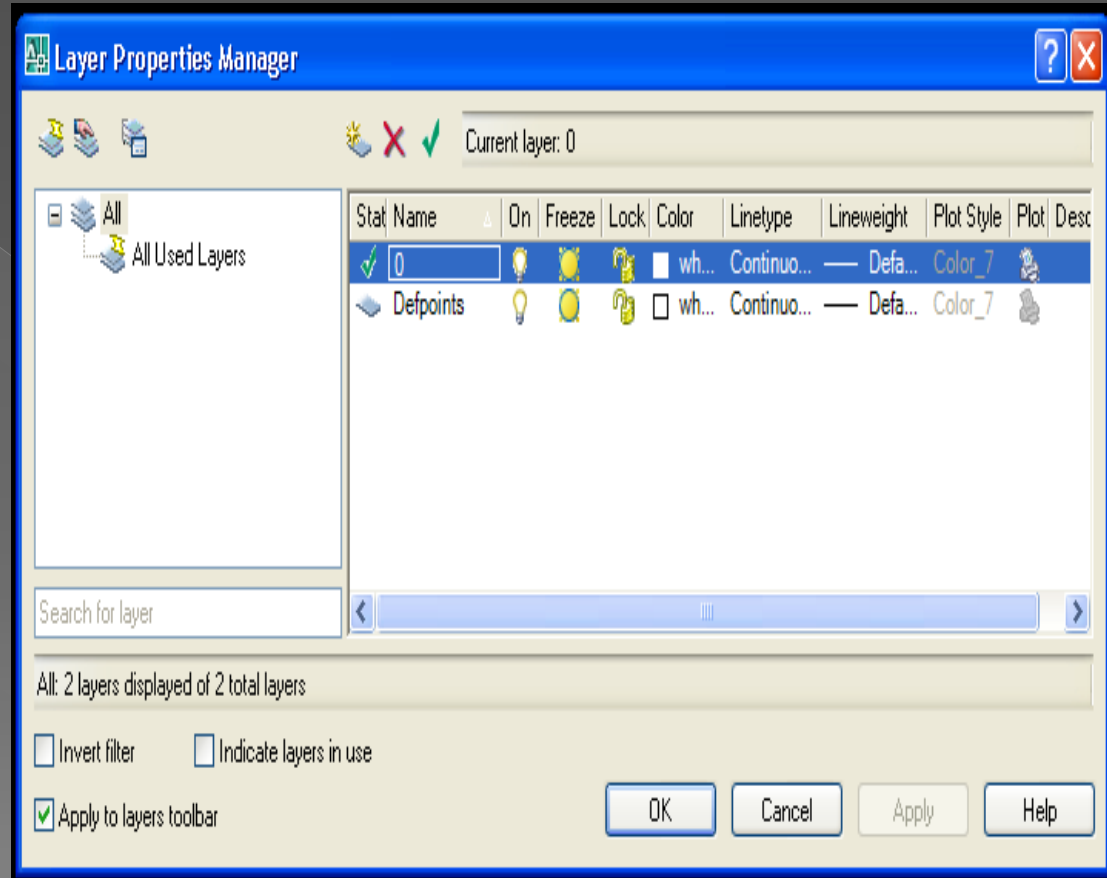 Layer Properties Manager
Current layer: 0
All
All Used Layers
Stat Name On Freeze Lock Color Linetype Lineweight Plot Style Plot Desc
0 wh... Continuo... Defa... Color_7
Defpoints wh... Continuo... Defa... Color_7
Search for layer
All: 2 layers displayed of 2 total layers
Invert filter Indicate layers in use
Apply to layers toolbar
OK Cancel Apply Help